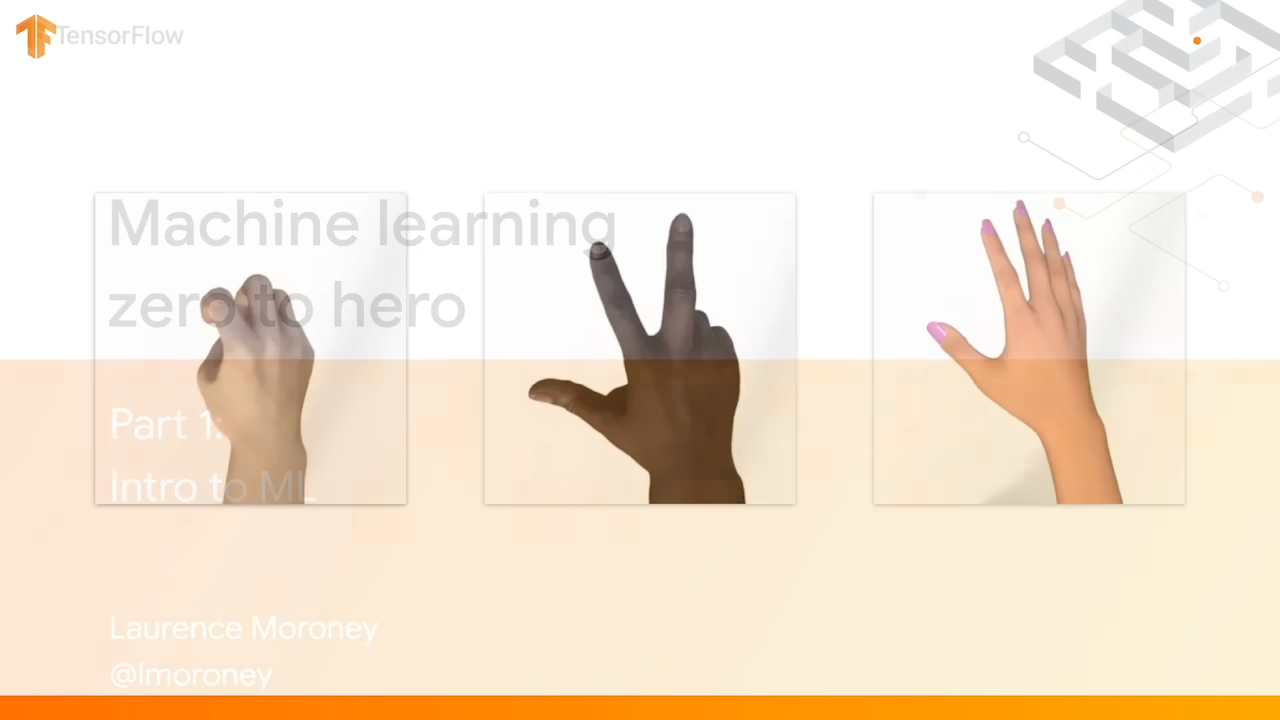 TensorFlow
Machine learning
zero to hero
Part 1:
Intro to ML
Laurence Moroney
@lmoroney